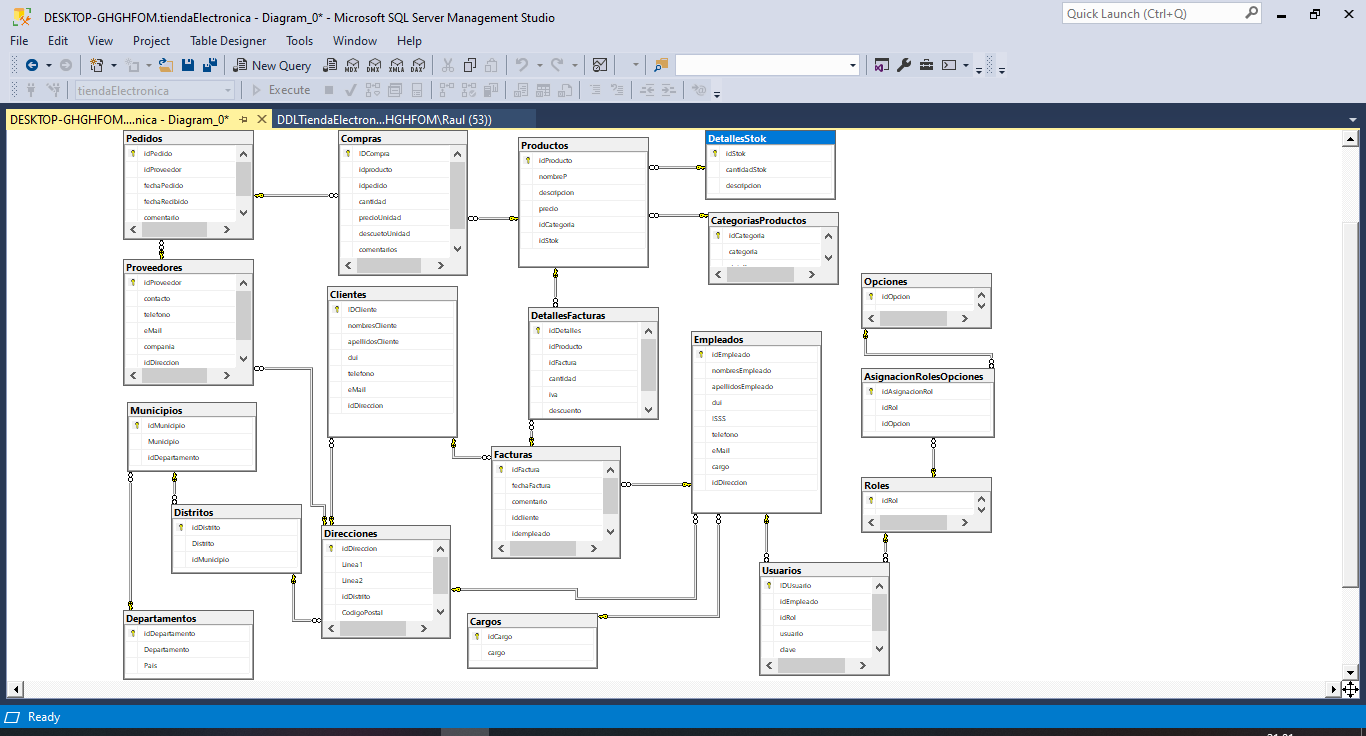 DESKTOP-GHGHFOM.tiendaElectronica - Diagram_0* - Microsoft SQL Server Management Studio
Quick Launch (Ctrl+Q)
File Edit View Project Table Designer Tools Window Help
New Query MDX DMX XMLA DAX
tiendaElectronica Execute
DESKTOP-GHGHFOM....nica - Diagram_0* DDLTiendaElectron...HGHFOM\Raul (53))
Pedidos
idPedido
idProveedor
fechaPedido
fechaRecibido
comentario
Compras
IDCompra
idproducto
idpedido
cantidad
precioUnidad
descuetoUnidad
comentarios
Productos
idProducto
nombreP
descripcion
precio
idCategoria
idStok
DetallesStok
idStok
cantidadStok
descripcion
CategoriasProductos
idCategoria
categoria
Proveedores
idProveedor
contacto
telefono
eMail
compania
idDireccion
Clientes
IDCliente
nombresCliente
apellidosCliente
dui
telefono
eMail
idDireccion
DetallesFacturas
idDetalles
idProducto
idFactura
cantidad
iva
descuento
Empleados
idEmpleado
nombresEmpleado
apellidosEmpleado
dui
ISSS
telefono
eMail
cargo
idDireccion
Opciones
idOpcion
AsignacionRolesOpciones
idAsignacionRol
idRol
idOpcion
Municipios
idMunicipio
Municipio
idDepartamento
Facturas
idFactura
fechaFactura
comentario
idcliente
idempleado
Roles
idRol
Distritos
idDistrito
Distrito
idMunicipio
Direcciones
idDireccion
Linea1
Linea2
idDistrito
CodigoPostal
Usuarios
IDUsuario
idEmpleado
idRol
usuario
clave
Departamentos
idDepartamento
Departamento
Pais
Cargos
idCargo
cargo
Ready